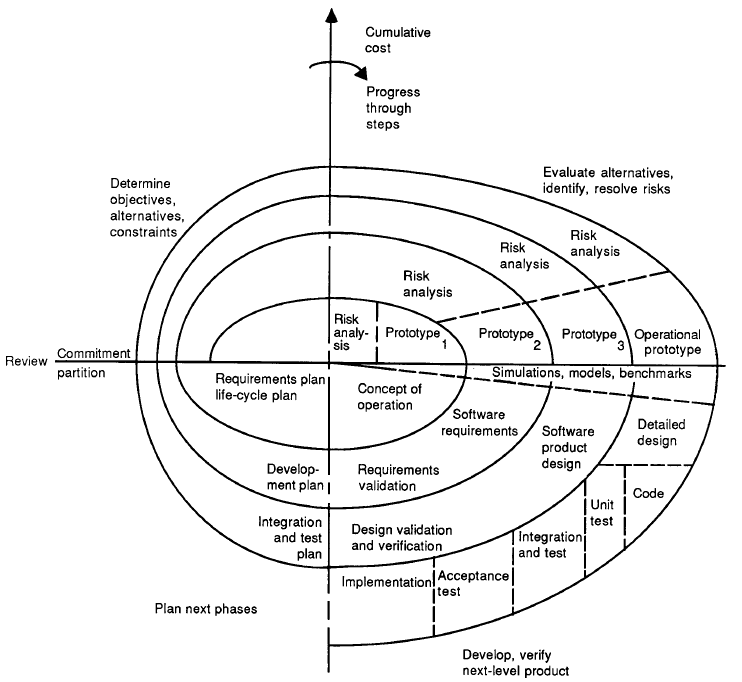 Cumulative
cost
Progress
through
steps
Evaluate alternatives,
identify, resolve risks
Determine
objectives,
alternatives,
constraints
Risk
analysis
Risk
analysis
Risk
analysis
Risk
analy-
sis
Prototype
1
Prototype
2
Prototype
3
Operational
prototype
Review
Commitment
partition
Simulations, models, benchmarks
Requirements plan
life-cycle plan
Concept of
operation
Software
requirements
Software
product
design
Detailed
design
Develop-
ment plan
Requirements
validation
Code
Unit
test
Integration
and test
plan
Design validation
and verification
Integration
and test
Acceptance
test
Implementation
Plan next phases
Develop, verify
next-level product